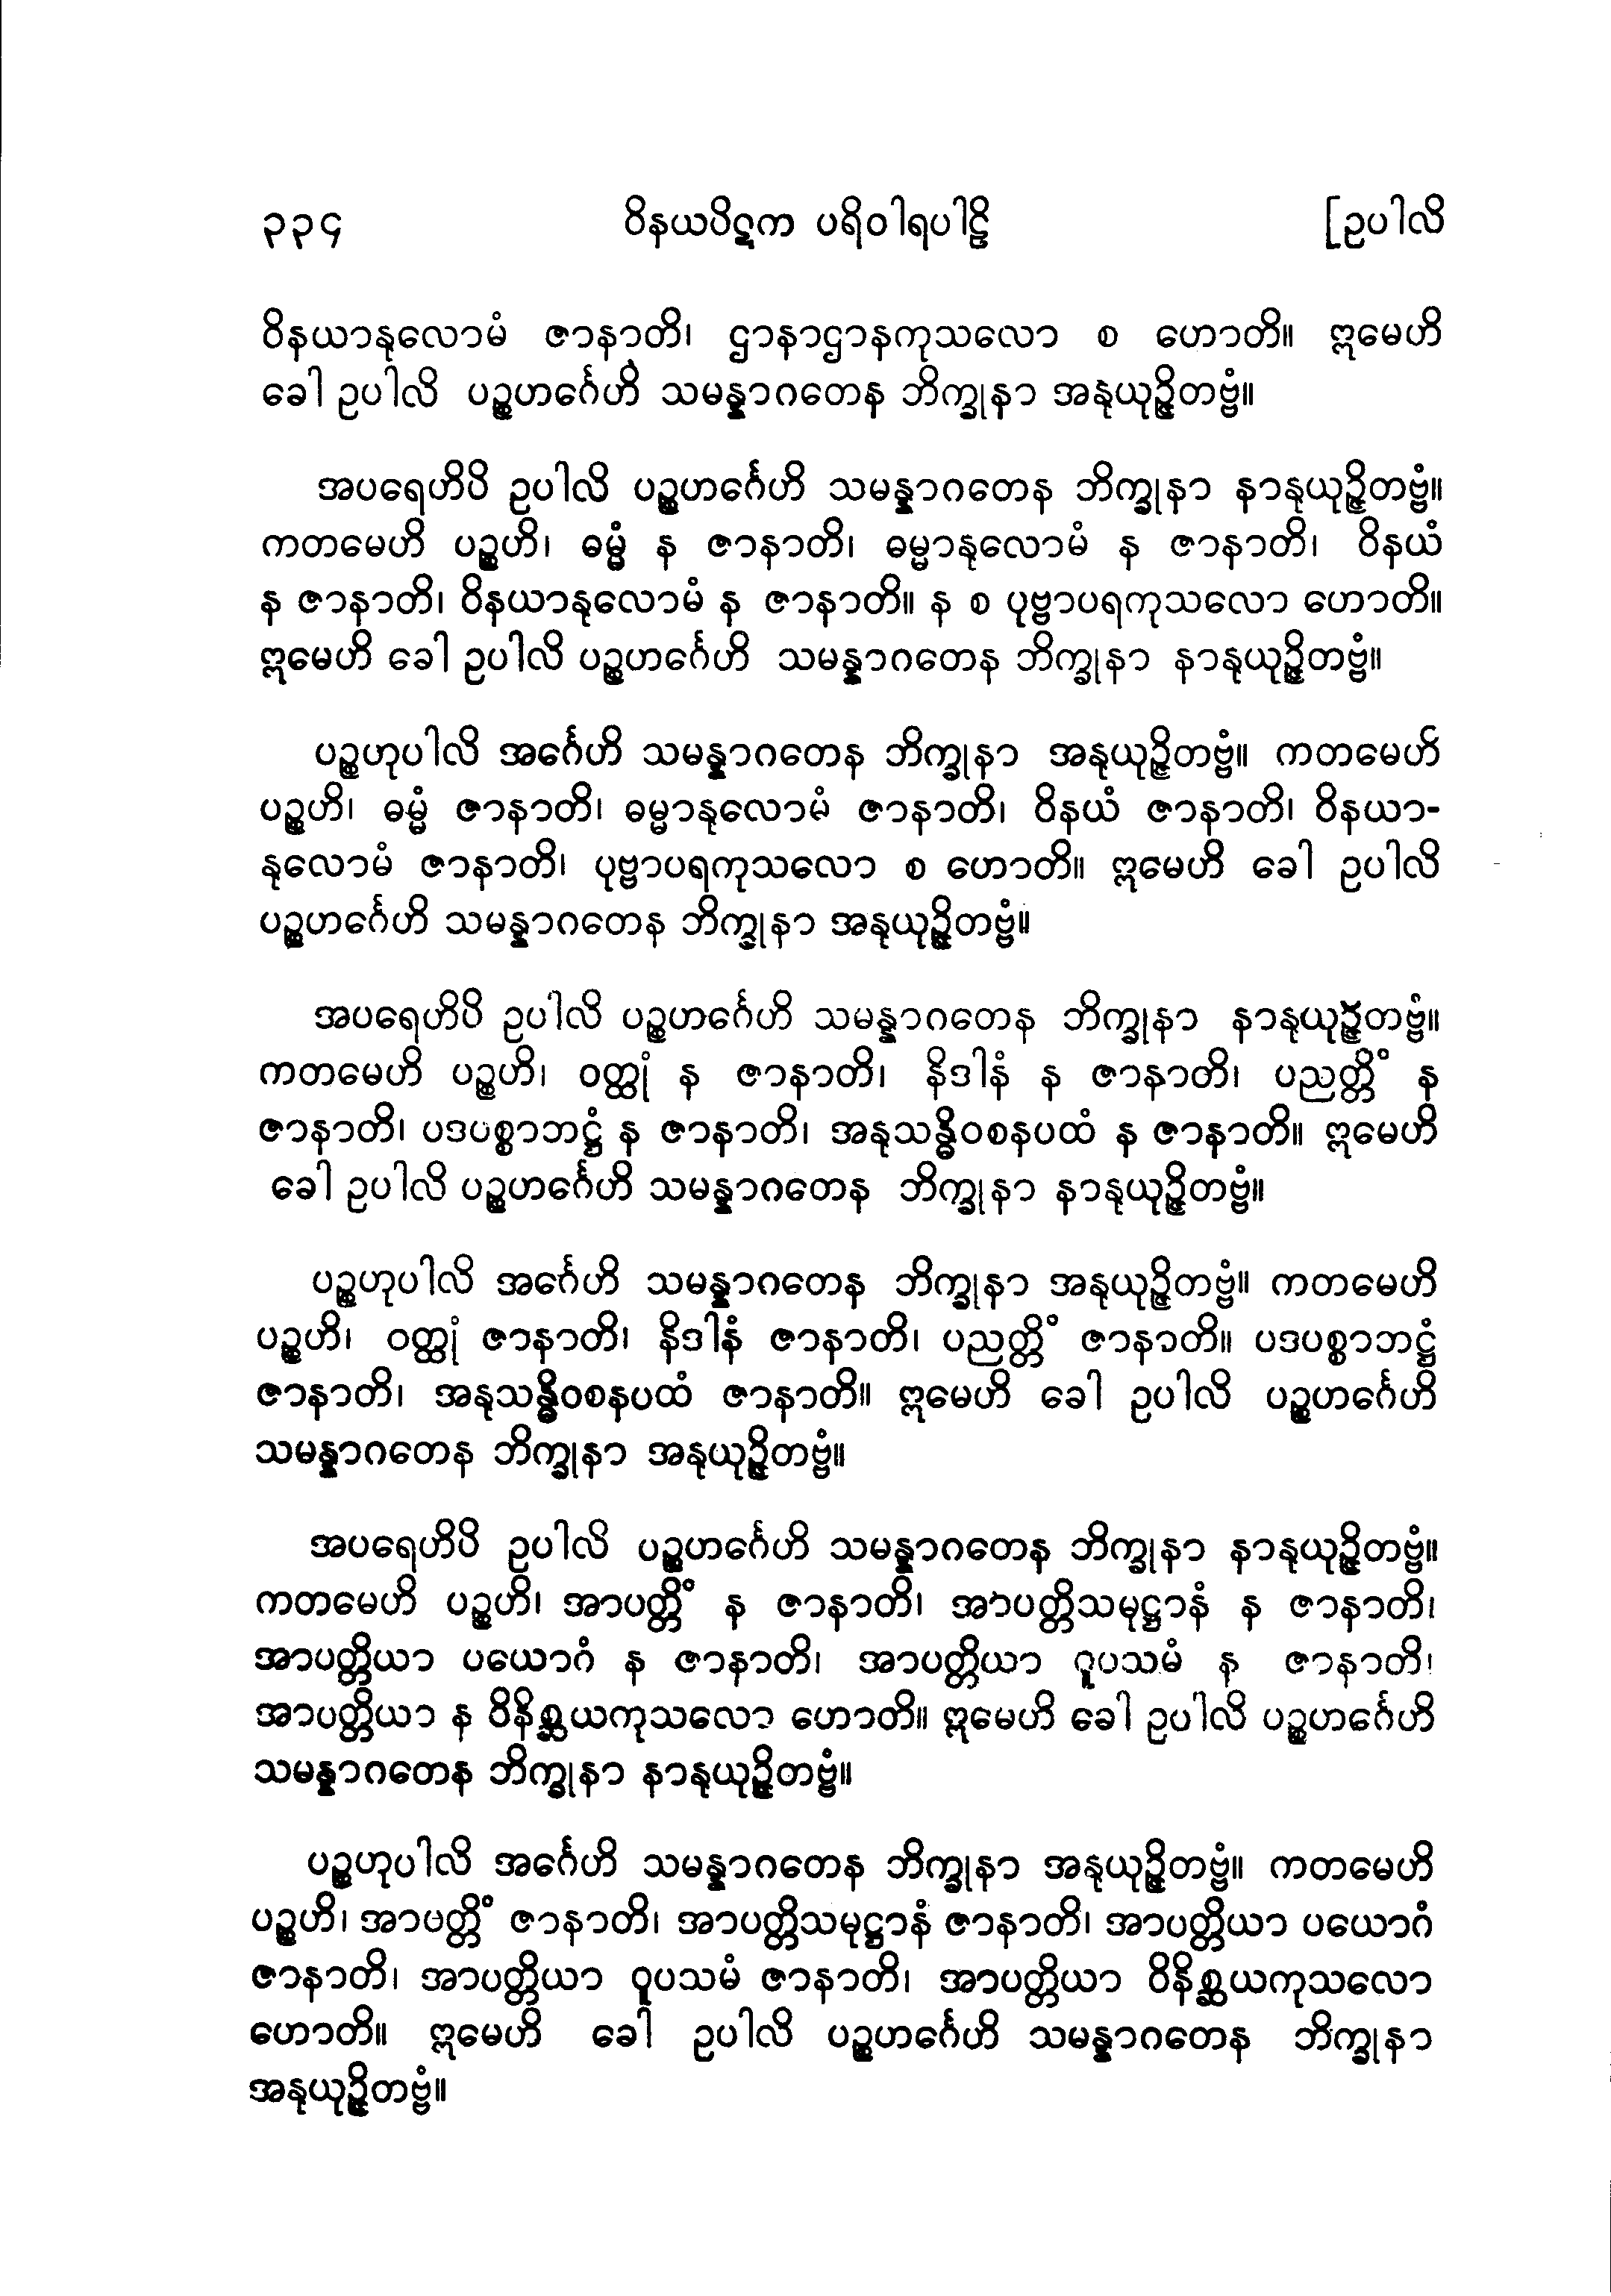 ၃၃၄ ဝိနယပိဋက ပရိဝါရပါဠိ [ဥပါလိ
ဝိနယာနုလောမံ ဇာနာတိ၊ ဌာနာဌာနကုသလော စ ဟောတိ။ ဣမေဟိ
ခေါ ဥပါလိ ပဉ္စဟင်္ဂေဟိ သမန္နာဂတေန ဘိက္ခုနာ အနုယုဉ္ဇိတဗ္ဗံ။
အပရေဟိပိ ဥပါလိ ပဉ္စဟင်္ဂေဟိ သမန္နာဂတေန ဘိက္ခုနာ နာနုယုဉ္ဇိတဗ္ဗံ။
ကတမေဟိ ပဉ္စဟိ၊ ဓမ္မံ န ဇာနာတိ၊ ဓမ္မာနုလောမံ န ဇာနာတိ၊ ဝိနယံ
န ဇာနာတိ၊ ဝိနယာနုလောမံ န ဇာနာတိ။ န စ ပုဗ္ဗာပရကုသလော ဟောတိ။
ဣမေဟိ ခေါ ဥပါလိ ပဉ္စဟင်္ဂေဟိ သမန္နာဂတေန ဘိက္ခုနာ နာနုယုဉ္ဇိတဗ္ဗံ။
ပဉ္စဟုပါလိ အင်္ဂေဟိ သမန္နာဂတေန ဘိက္ခုနာ အနုယုဉ္ဇိတဗ္ဗံ။ ကတမေဟိ
ပဉ္စဟိ၊ ဓမ္မံ ဇာနာတိ၊ ဓမ္မာနုလောမံ ဇာနာတိ၊ ဝိနယံ ဇာနာတိ၊ ဝိနယာ-
နုလောမံ ဇာနာတိ၊ ပုဗ္ဗာပရကုသလော စ ဟောတိ။ ဣမေဟိ ခေါ ဥပါလိ
ပဉ္စဟင်္ဂေဟိ သမန္နာဂတေန ဘိက္ခုနာ အနုယုဉ္ဇိတဗ္ဗံ။
အပရေဟိပိ ဥပါလိ ပဉ္စဟင်္ဂေဟိ သမန္နာဂတေန ဘိက္ခုနာ နာနုယုဉ္ဇိတဗ္ဗံ။
ကတမေဟိ ပဉ္စဟိ၊ ဝတ္ထုံ န ဇာနာတိ၊ နိဒါနံ န ဇာနာတိ၊ ပညတ္တိံ န
ဇာနာတိ၊ ပဒပစ္စာဘဋ္ဌံ န ဇာနာတိ၊ အနုသန္ဓိဝစနပထံ န ဇာနာတိ။ ဣမေဟိ
ခေါ ဥပါလိ ပဉ္စဟင်္ဂေဟိ သမန္နာဂတေန ဘိက္ခုနာ နာနုယုဉ္ဇိတဗ္ဗံ။
ပဉ္စဟုပါလိ အင်္ဂေဟိ သမန္နာဂတေန ဘိက္ခုနာ အနုယုဉ္ဇိတဗ္ဗံ။ ကတမေဟိ
ပဉ္စဟိ၊ ဝတ္ထုံ ဇာနာတိ၊ နိဒါနံ ဇာနာတိ၊ ပညတ္တိံ ဇာနာတိ။ ပဒပစ္စာဘဋ္ဌံ
ဇာနာတိ၊ အနုသန္ဓိဝစနပထံ ဇာနာတိ။ ဣမေဟိ ခေါ ဥပါလိ ပဉ္စဟင်္ဂေဟိ
သမန္နာဂတေန ဘိက္ခုနာ အနုယုဉ္ဇိတဗ္ဗံ။
အပရေဟိပိ ဥပါလိ ပဉ္စဟင်္ဂေဟိ သမန္နာဂတေန ဘိက္ခုနာ နာနုယုဉ္ဇိတဗ္ဗံ။
ကတမေဟိ ပဉ္စဟိ၊ အာပတ္တိံ န ဇာနာတိ၊ အာပတ္တိသမုဋ္ဌာနံ န ဇာနာတိ၊
အာပတ္တိယာ ပယောဂံ န ဇာနာတိ၊ အာပတ္တိယာ ဝူပသမံ န ဇာနာတိ၊
အာပတ္တိယာ န ဝိနိစ္ဆယကုသလော ဟောတိ။ ဣမေဟိ ခေါ ဥပါလိ ပဉ္စဟင်္ဂေဟိ
သမန္နာဂတေန ဘိက္ခုနာ နာနုယုဉ္ဇိတဗ္ဗံ။
ပဉ္စဟုပါလိ အင်္ဂေဟိ သမန္နာဂတေန ဘိက္ခုနာ အနုယုဉ္ဇိတဗ္ဗံ။ ကတမေဟိ
ပဉ္စဟိ၊ အာပတ္တိံ ဇာနာတိ၊ အာပတ္တိသမုဋ္ဌာနံ ဇာနာတိ၊ အာပတ္တိယာ ပယောဂံ
ဇာနာတိ၊ အာပတ္တိယာ ဝူပသမံ ဇာနာတိ၊ အာပတ္တိယာ ဝိနိစ္ဆယကုသလော
ဟောတိ။ ဣမေဟိ ခေါ ဥပါလိ ပဉ္စဟင်္ဂေဟိ သမန္နာဂတေန ဘိက္ခုနာ
အနုယုဉ္ဇိတဗ္ဗံ။